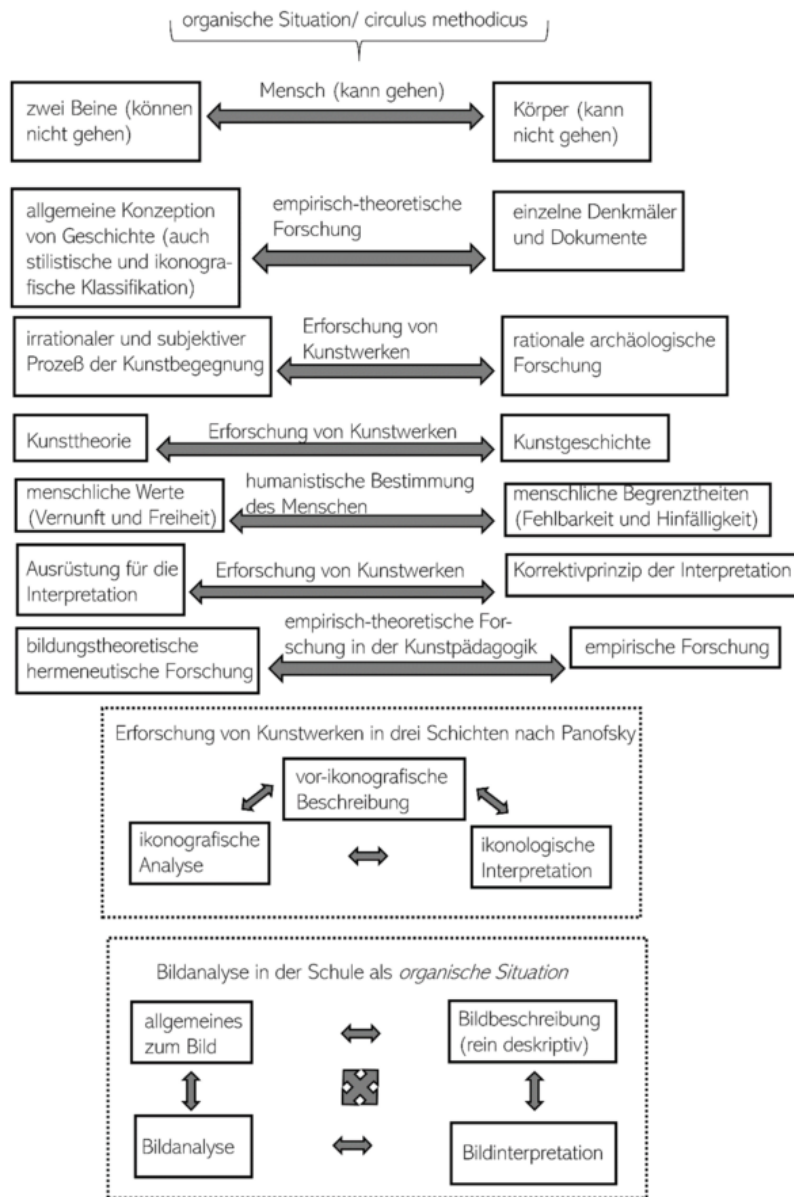 organische Situation/ circulus methodicus
Mensch (kann gehen)
zwei Beine (können
nicht gehen)
Körper (kann
nicht gehen)
allgemeine Konzeption
von Geschichte (auch
stilistische und ikonogra-
fische Klassifikation)
empirisch-theoretische
Forschung
einzelne Denkmäler
und Dokumente
irrationaler und subjektiver
Prozeß der Kunstbegegnung
Erforschung von
Kunstwerken
rationale archäologische
Forschung
Kunsttheorie
Erforschung von Kunstwerken
Kunstgeschichte
menschliche Werte
(Vernunft und Freiheit)
humanistische Bestimmung
des Menschen
menschliche Begrenztheiten
(Fehlbarkeit und Hinfälligkeit)
Ausrüstung für die
Interpretation
Erforschung von Kunstwerken
Korrektivprinzip der Interpretation
bildungstheoretische
hermeneutische Forschung
empirisch-theoretische For-
schung in der Kunstpädagogik
empirische Forschung
Erforschung von Kunstwerken in drei Schichten nach Panofsky
vor-ikonografische
Beschreibung
ikonografische
Analyse
ikonologische
Interpretation
Bildanalyse in der Schule als organische Situation
allgemeines
zum Bild
Bildbeschreibung
(rein deskriptiv)
Bildanalyse
Bildinterpretation